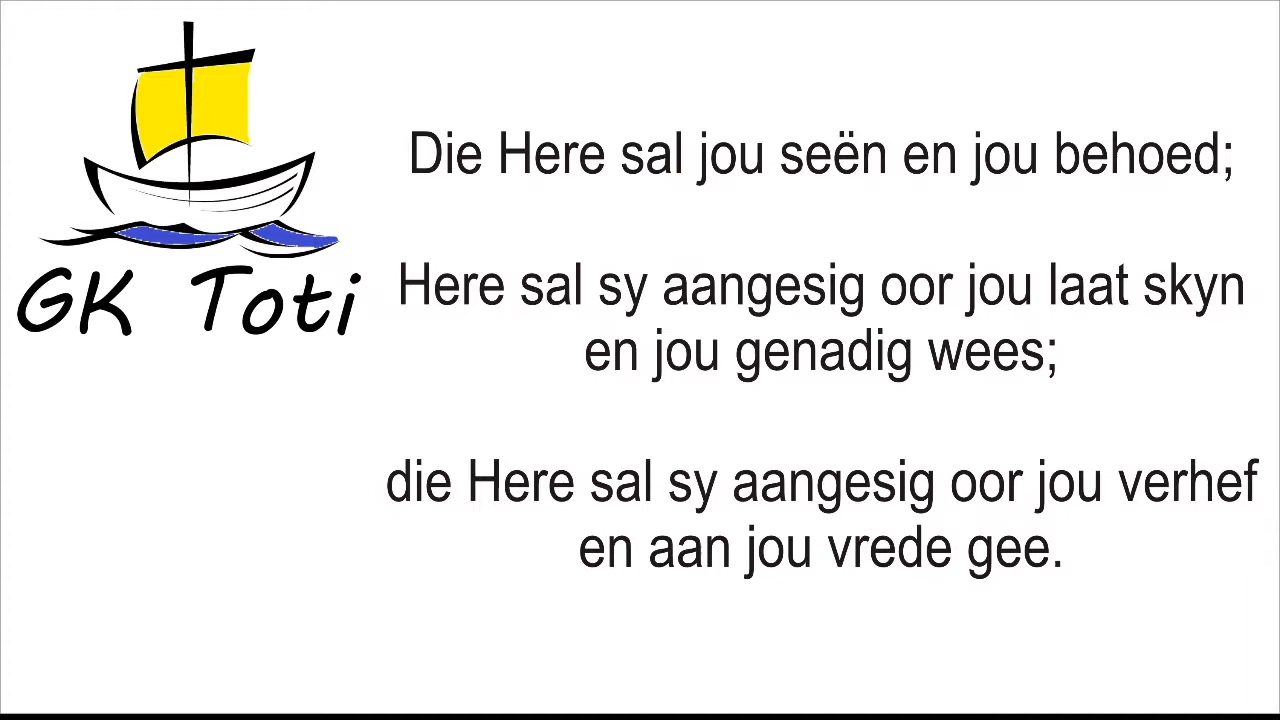 GK Toti
Die Here sal jou seën en jou behoed;
Here sal sy aangesig oor jou laat skyn
en jou genadig wees;
die Here sal sy aangesig oor jou verhef
en aan jou vrede gee.